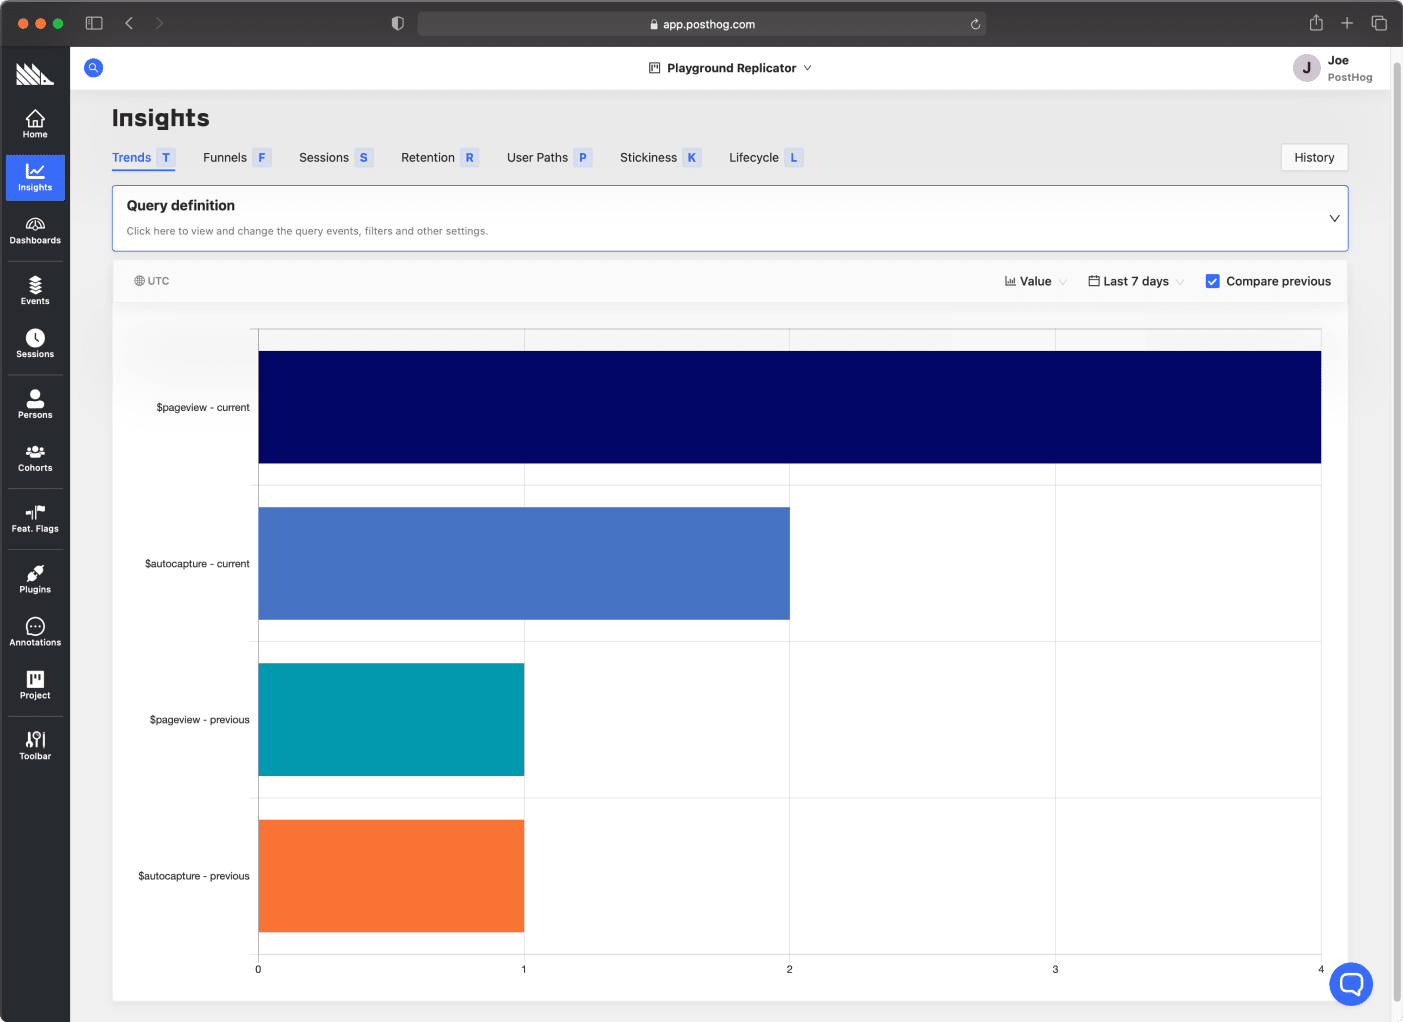 app.posthog.com
Playground Replicator
J
Joe
PostHog
Home
Insights
Dashboards
Events
Sessions
Persons
Cohorts
Feat. Flags
Plugins
Annotations
Project
Toolbar
Insights
Trends T Funnels F Sessions S Retention R User Paths P Stickiness K Lifecycle L History
Query definition
Click here to view and change the query events, filters and other settings.
UTC Value Last 7 days Compare previous
$pageview - current
$autocapture - current
$pageview - previous
$autocapture - previous
0 1 2 3 4